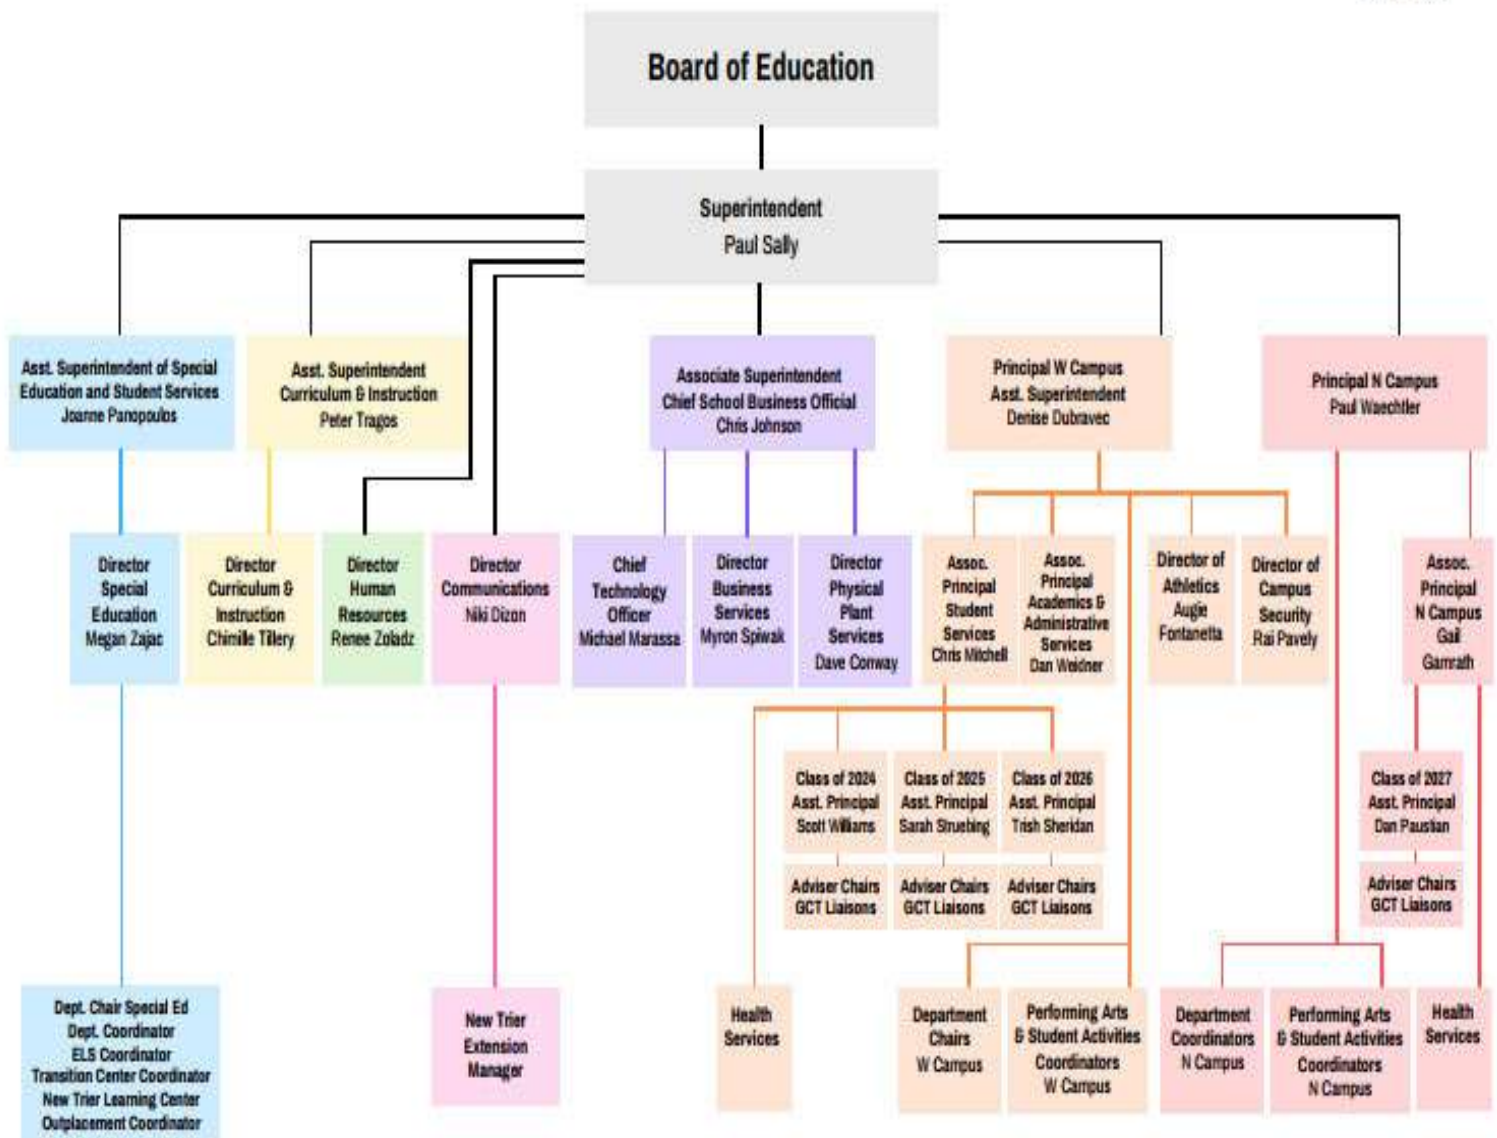 Board of Education
Superintendent
Paul Sally
Asst. Superintendent of Special
Education and Student Services
Joanne Panopoulos
Asst. Superintendent
Curriculum & Instruction
Peter Tragos
Associate Superintendent
Chief School Business Official
Chris Johnson
Principal W Campus
Asst. Superintendent
Denise Dubravec
Principal N Campus
Paul Waechtler
Director
Special
Education
Megan Zajac
Director
Curriculum &
Instruction
Chimille Tillery
Director
Human
Resources
Renee Zoladz
Director
Communications
Niki Dizon
Chief
Technology
Officer
Michael Marassa
Director
Business
Services
Myron Spiwak
Director
Physical
Plant
Services
Dave Conway
Assoc.
Principal
Student
Services
Chris Mitchell
Assoc.
Principal
Academics &
Administrative
Services
Dan Weidner
Director of
Athletics
Augie
Fontanetta
Director of
Campus
Security
Rai Pavely
Assoc.
Principal
N Campus
Gail
Gamrath
Class of 2024
Asst. Principal
Scott Williams
Class of 2025
Asst. Principal
Sarah Struebing
Class of 2026
Asst. Principal
Trish Sheridan
Class of 2027
Asst. Principal
Dan Paustian
Adviser Chairs
GCT Liaisons
Adviser Chairs
GCT Liaisons
Adviser Chairs
GCT Liaisons
Adviser Chairs
GCT Liaisons
Dept. Chair Special Ed
Dept. Coordinator
ELS Coordinator
Transition Center Coordinator
New Trier Learning Center
Outplacement Coordinator
New Trier
Extension
Manager
Health
Services
Department
Chairs
W Campus
Performing Arts
& Student Activities
Coordinators
W Campus
Department
Coordinators
N Campus
Performing Arts
& Student Activities
Coordinators
N Campus
Health
Services